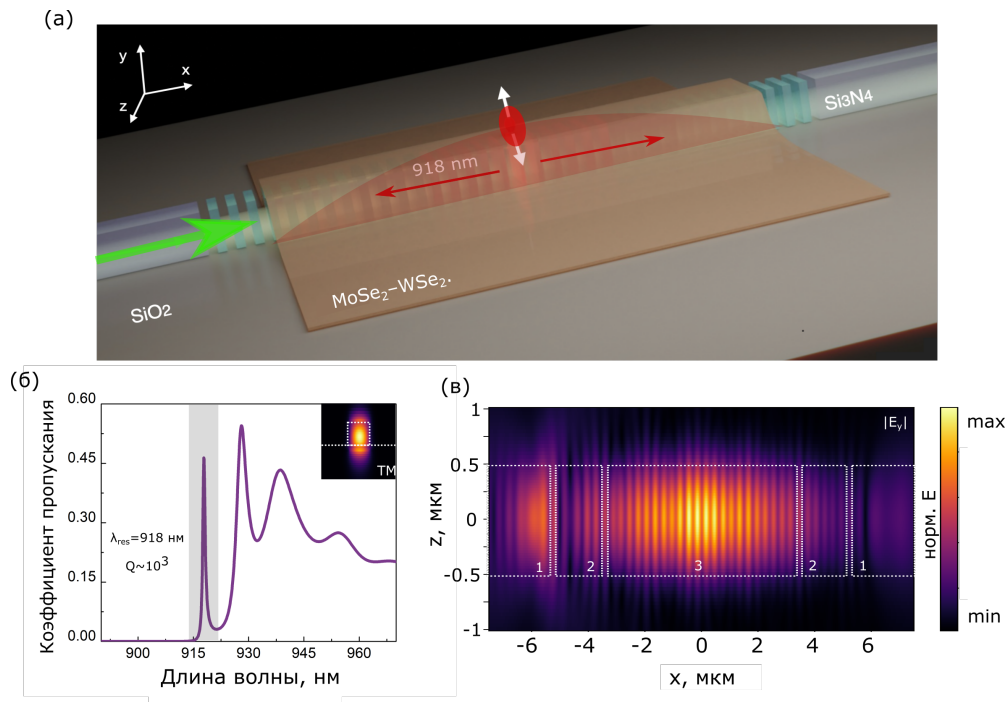 (а)
y
x
z
Si3N4
918 nm
MoSe₂–WSe₂.
SiO2
(б)
(в)
Коэффициент пропускания
0.60
0.45
0.30
0.15
0.00
λres=918 нм
Q~10³
TM
900
915
930
945
960
Длина волны, нм
z, мкм
1
0.5
0
-0.5
-1
|Ey|
1
2
3
2
1
-6
-4
-2
0
2
4
6
x, мкм
норм. E
max
min